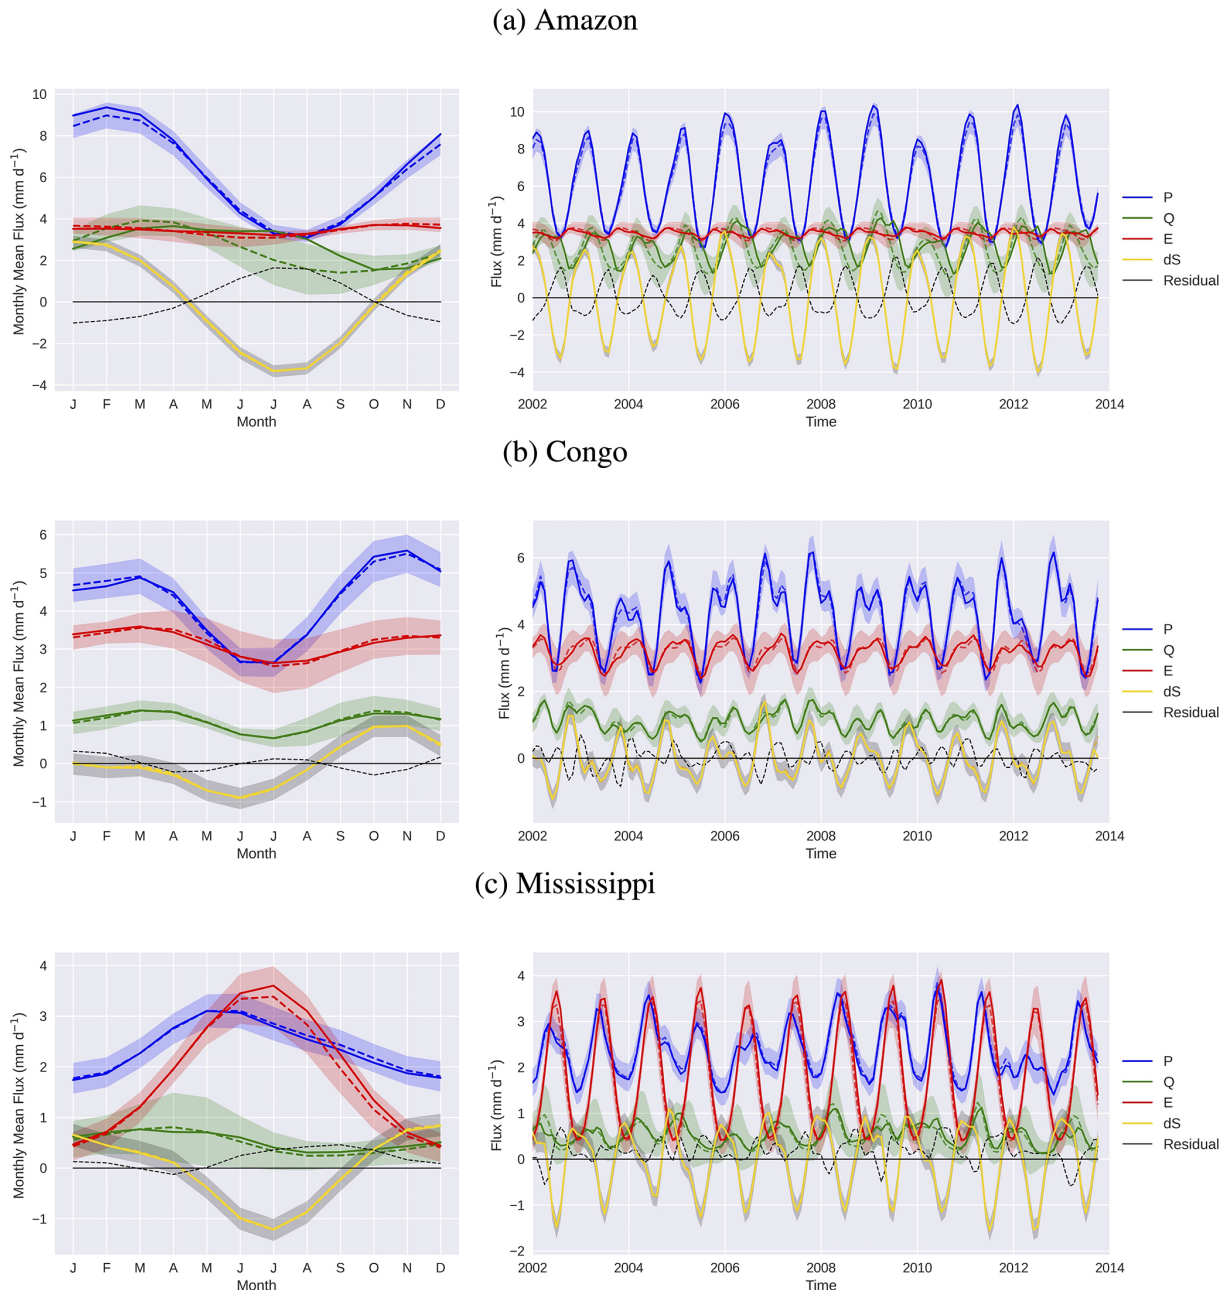 (a) Amazon
Monthly Mean Flux (mm d−1)
10
8
6
4
2
0
−2
−4
J F M A M J J A S O N D
Month
Flux (mm d−1)
10
8
6
4
2
0
−2
−4
2002 2004 2006 2008 2010 2012 2014
Time
P
Q
E
dS
Residual
(b) Congo
Monthly Mean Flux (mm d−1)
6
5
4
3
2
1
0
−1
J F M A M J J A S O N D
Month
Flux (mm d−1)
6
4
2
0
2002 2004 2006 2008 2010 2012 2014
Time
P
Q
E
dS
Residual
(c) Mississippi
Monthly Mean Flux (mm d−1)
4
3
2
1
0
−1
J F M A M J J A S O N D
Month
Flux (mm d−1)
4
3
2
1
0
−1
−2
2002 2004 2006 2008 2010 2012 2014
Time
P
Q
E
dS
Residual